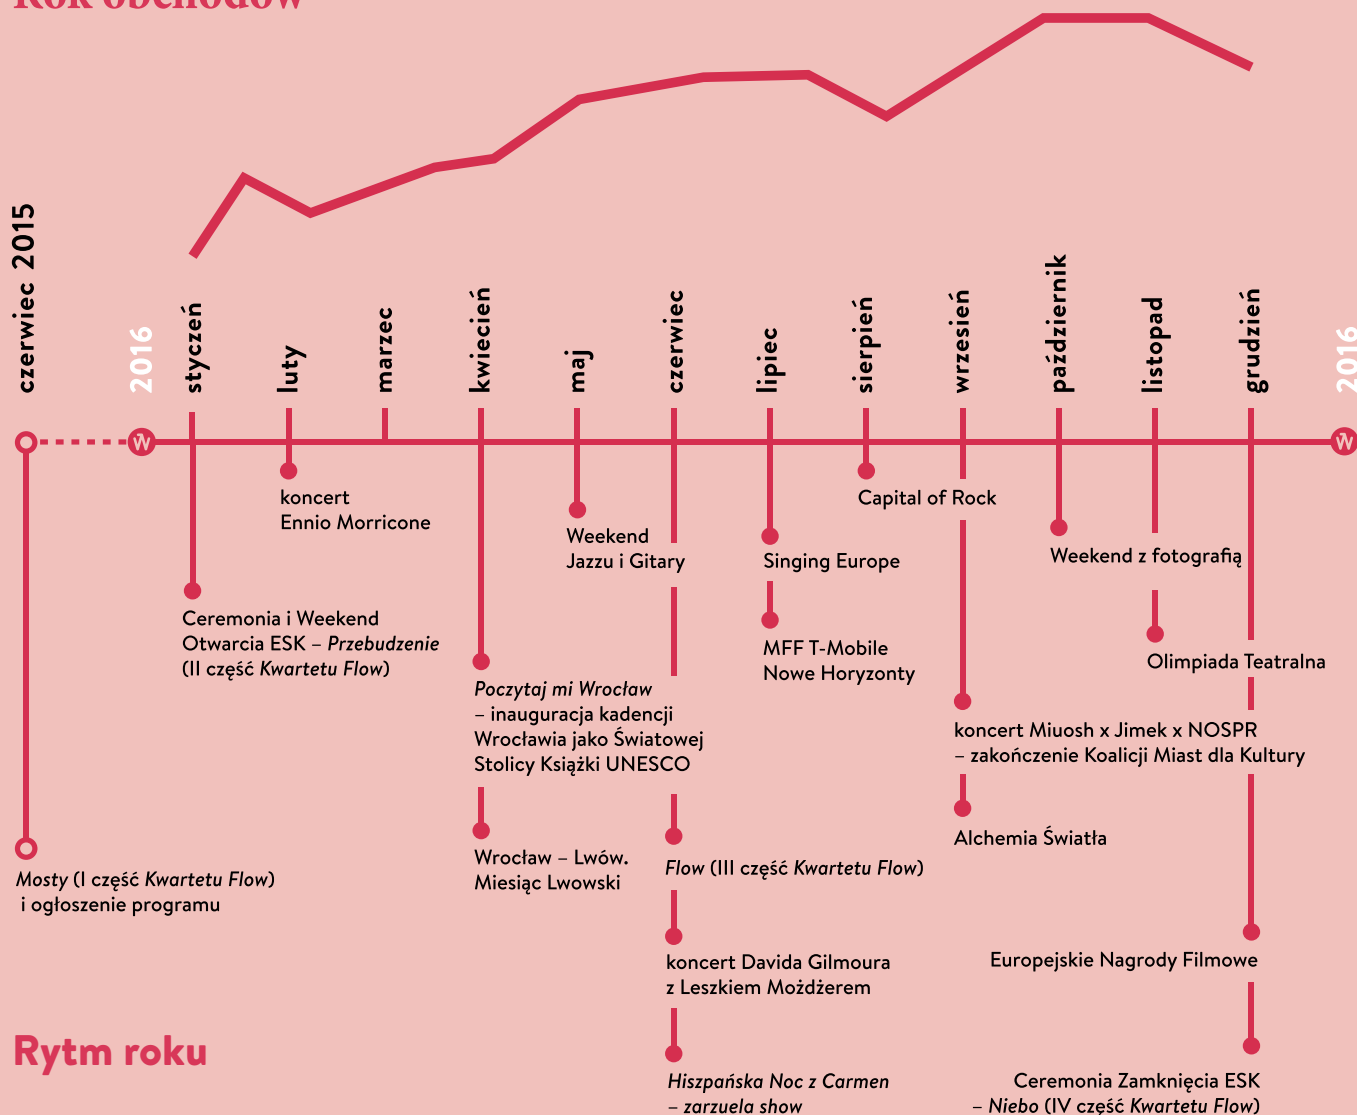 Rok obchodów
czerwiec 2015
2016
styczeń
luty
marzec
kwiecień
maj
czerwiec
lipiec
sierpień
wrzesień
październik
listopad
grudzień
2016
W
W
koncert
Ennio Morricone
Capital of Rock
Weekend
Jazzu i Gitary
Singing Europe
Weekend z fotografią
Ceremonia i Weekend
Otwarcia ESK – Przebudzenie
(II część Kwartetu Flow)
MFF T-Mobile
Nowe Horyzonty
Olimpiada Teatralna
Poczytaj mi Wrocław
– inauguracja kadencji
Wrocławia jako Światowej
Stolicy Książki UNESCO
koncert Miuosh x Jimek x NOSPR
– zakończenie Koalicji Miast dla Kultury
Alchemia Światła
Wrocław – Lwów.
Miesiąc Lwowski
Flow (III część Kwartetu Flow)
Mosty (I część Kwartetu Flow)
i ogłoszenie programu
koncert Davida Gilmoura
z Leszkiem Możdżerem
Europejskie Nagrody Filmowe
Rytm roku
Hiszpańska Noc z Carmen
– zarzuela show
Ceremonia Zamknięcia ESK
– Niebo (IV część Kwartetu Flow)